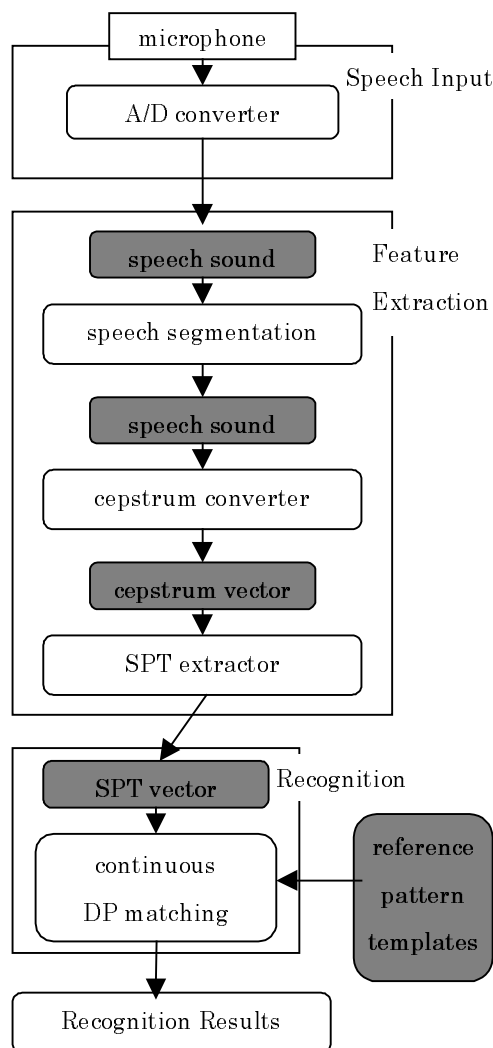 microphone
Speech Input
A/D converter
speech sound
Feature
Extraction
speech segmentation
speech sound
cepstrum converter
cepstrum vector
SPT extractor
SPT vector
Recognition
continuous
DP matching
reference
pattern
templates
Recognition Results